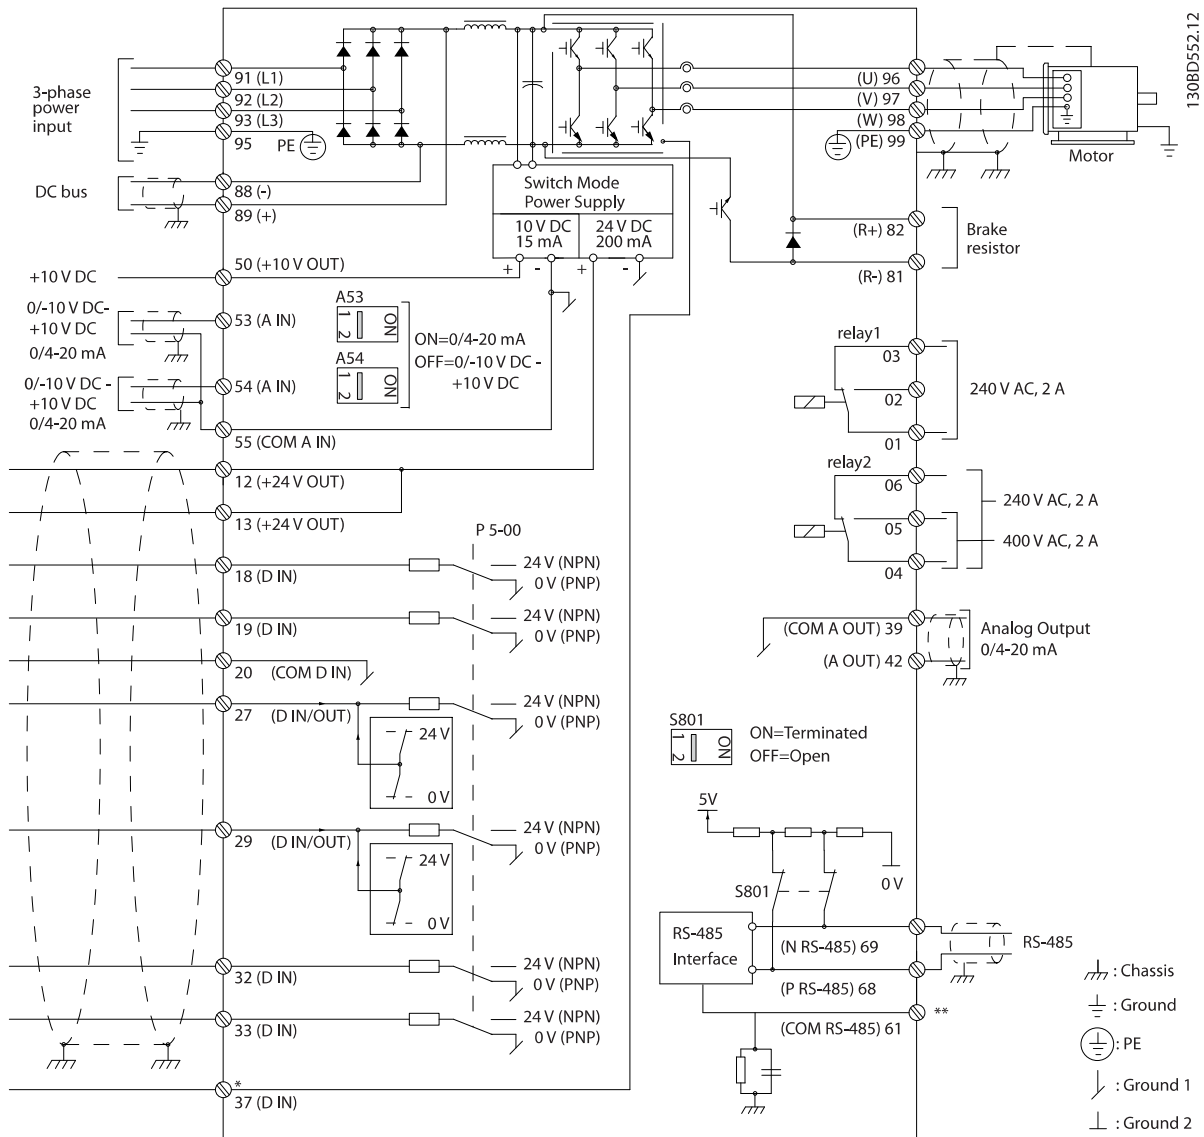 130BD552.12
3-phase
power
input
91 (L1)
92 (L2)
93 (L3)
95
PE
DC bus
88 (-)
89 (+)
+10 V DC
50 (+10 V OUT)
0/-10 V DC-
+10 V DC
0/4-20 mA
53 (A IN)
0/-10 V DC -
+10 V DC
0/4-20 mA
54 (A IN)
55 (COM A IN)
12 (+24 V OUT)
13 (+24 V OUT)
18 (D IN)
19 (D IN)
20 (COM D IN)
27 (D IN/OUT)
29 (D IN/OUT)
32 (D IN)
33 (D IN)
*
37 (D IN)
Switch Mode
Power Supply
10 V DC
15 mA
24 V DC
200 mA
+ - + -
A53
1 2 ON
A54
1 2 ON
ON=0/4-20 mA
OFF=0/-10 V DC -
+10 V DC
P 5-00
24 V (NPN)
0 V (PNP)
24 V (NPN)
0 V (PNP)
24 V (NPN)
0 V (PNP)
24 V
0 V
24 V (NPN)
0 V (PNP)
24 V
0 V
24 V (NPN)
0 V (PNP)
24 V (NPN)
0 V (PNP)
(U) 96
(V) 97
(W) 98
(PE) 99
Motor
(R+) 82
(R-) 81
Brake
resistor
relay1
03
02
01
240 V AC, 2 A
relay2
06
05
04
240 V AC, 2 A
400 V AC, 2 A
(COM A OUT) 39
(A OUT) 42
Analog Output
0/4-20 mA
S801
1 2 ON
ON=Terminated
OFF=Open
5V
0 V
S801
RS-485
Interface
(N RS-485) 69
(P RS-485) 68
(COM RS-485) 61
RS-485
**
: Chassis
: Ground
: PE
: Ground 1
: Ground 2